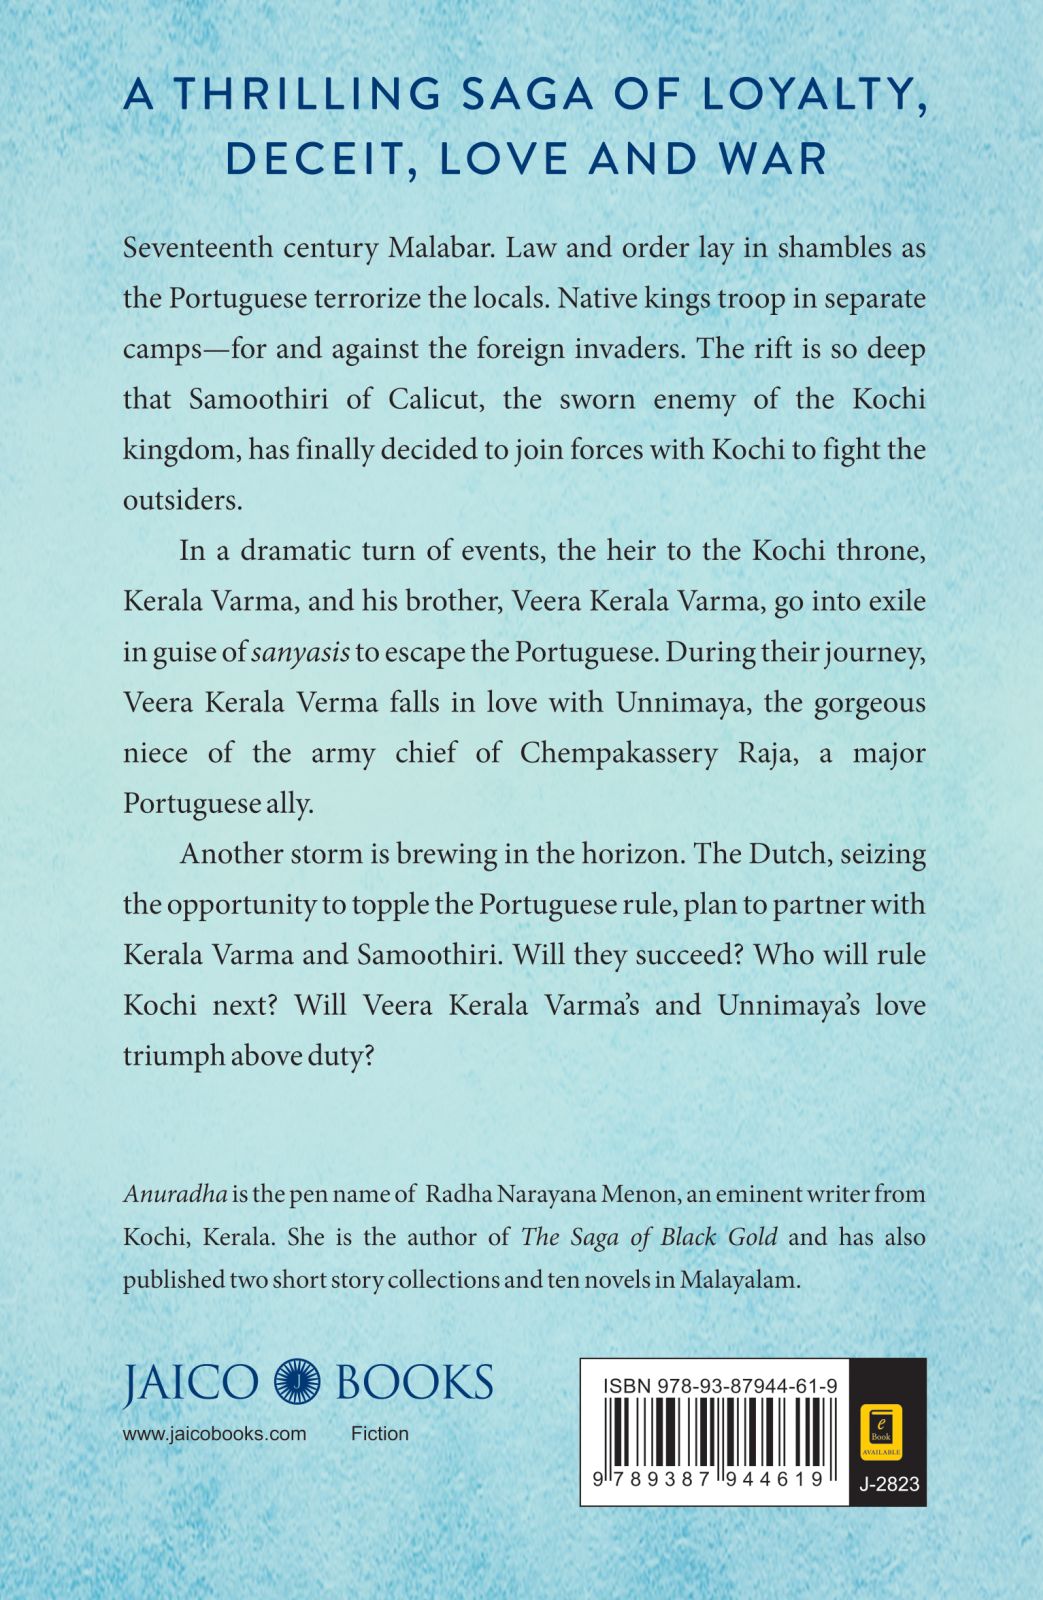 A THRILLING SAGA OF LOYALTY,
DECEIT, LOVE AND WAR
Seventeenth century Malabar. Law and order lay in shambles as
the Portuguese terrorize the locals. Native kings troop in separate
camps—for and against the foreign invaders. The rift is so deep
that Samoothiri of Calicut, the sworn enemy of the Kochi
kingdom, has finally decided to join forces with Kochi to fight the
outsiders.
In a dramatic turn of events, the heir to the Kochi throne,
Kerala Varma, and his brother, Veera Kerala Varma, go into exile
in guise of sanyasis to escape the Portuguese. During their journey,
Veera Kerala Verma falls in love with Unnimaya, the gorgeous
niece of the army chief of Chempakassery Raja, a major
Portuguese ally.
Another storm is brewing in the horizon. The Dutch, seizing
the opportunity to topple the Portuguese rule, plan to partner with
Kerala Varma and Samoothiri. Will they succeed? Who will rule
Kochi next? Will Veera Kerala Varma’s and Unnimaya’s love
triumph above duty?
Anuradha is the pen name of Radha Narayana Menon, an eminent writer from
Kochi, Kerala. She is the author of The Saga of Black Gold and has also
published two short story collections and ten novels in Malayalam.
JAICO J BOOKS
www.jaicobooks.com Fiction
ISBN 978-93-87944-61-9
9 789387 944619
e
Book
AVAILABLE
J-2823